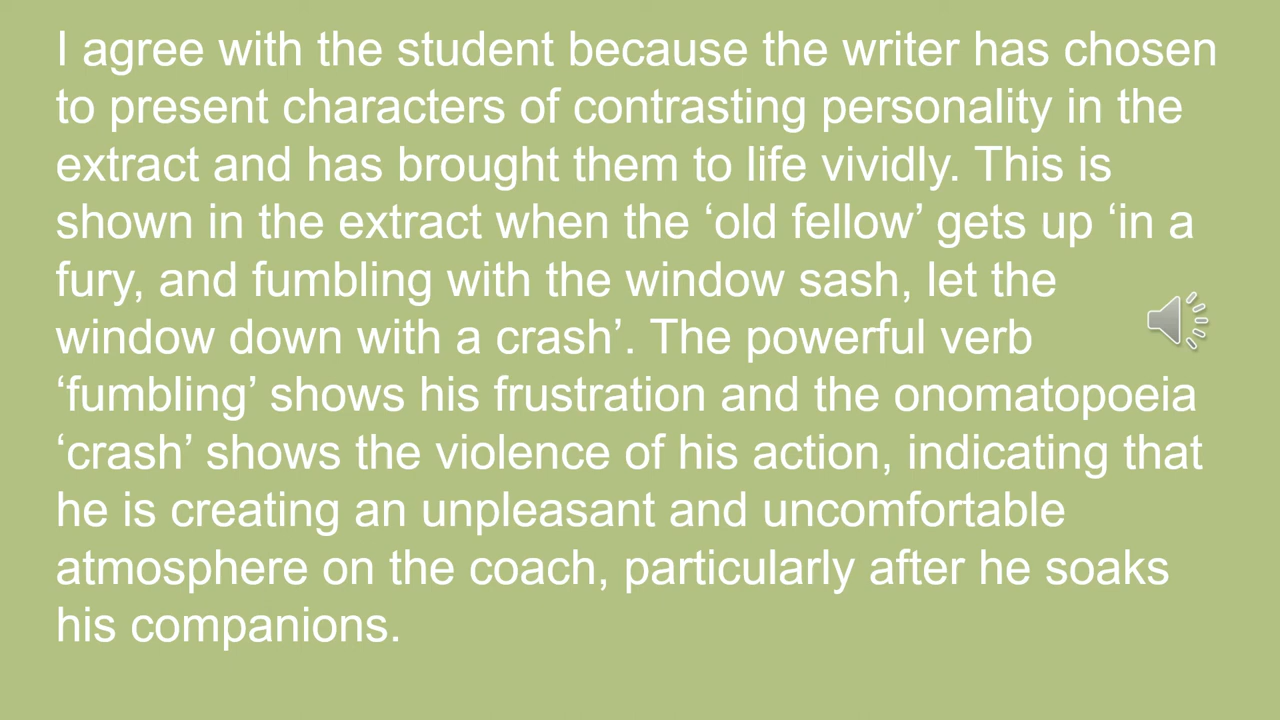 I agree with the student because the writer has chosen
to present characters of contrasting personality in the
extract and has brought them to life vividly. This is
shown in the extract when the ‘old fellow’ gets up ‘in a
fury, and fumbling with the window sash, let the
window down with a crash’. The powerful verb
‘fumbling’ shows his frustration and the onomatopoeia
‘crash’ shows the violence of his action, indicating that
he is creating an unpleasant and uncomfortable
atmosphere on the coach, particularly after he soaks
his companions.